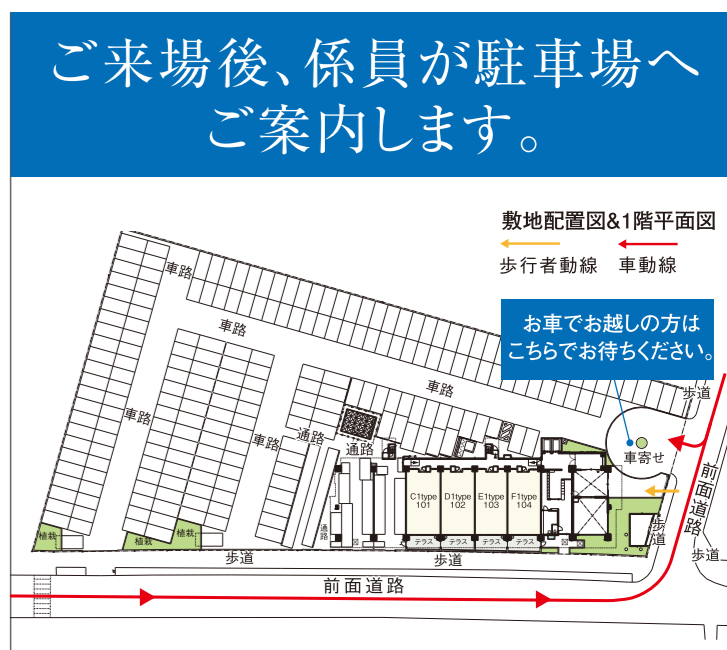 ご来場後、係員が駐車場へ
ご案内します。
敷地配置図&1階平面図
歩行者動線
車動線
お車でお越しの方は
こちらでお待ちください。
車路
車路
車路
歩道
車路
車路
通路
通路
車寄せ
前面道路
C1type
101
D1type
102
E1type
103
F1type
104
通路
植栽
植栽
植栽
テラス
テラス
テラス
テラス
歩道
歩道
歩道
歩道
前面道路